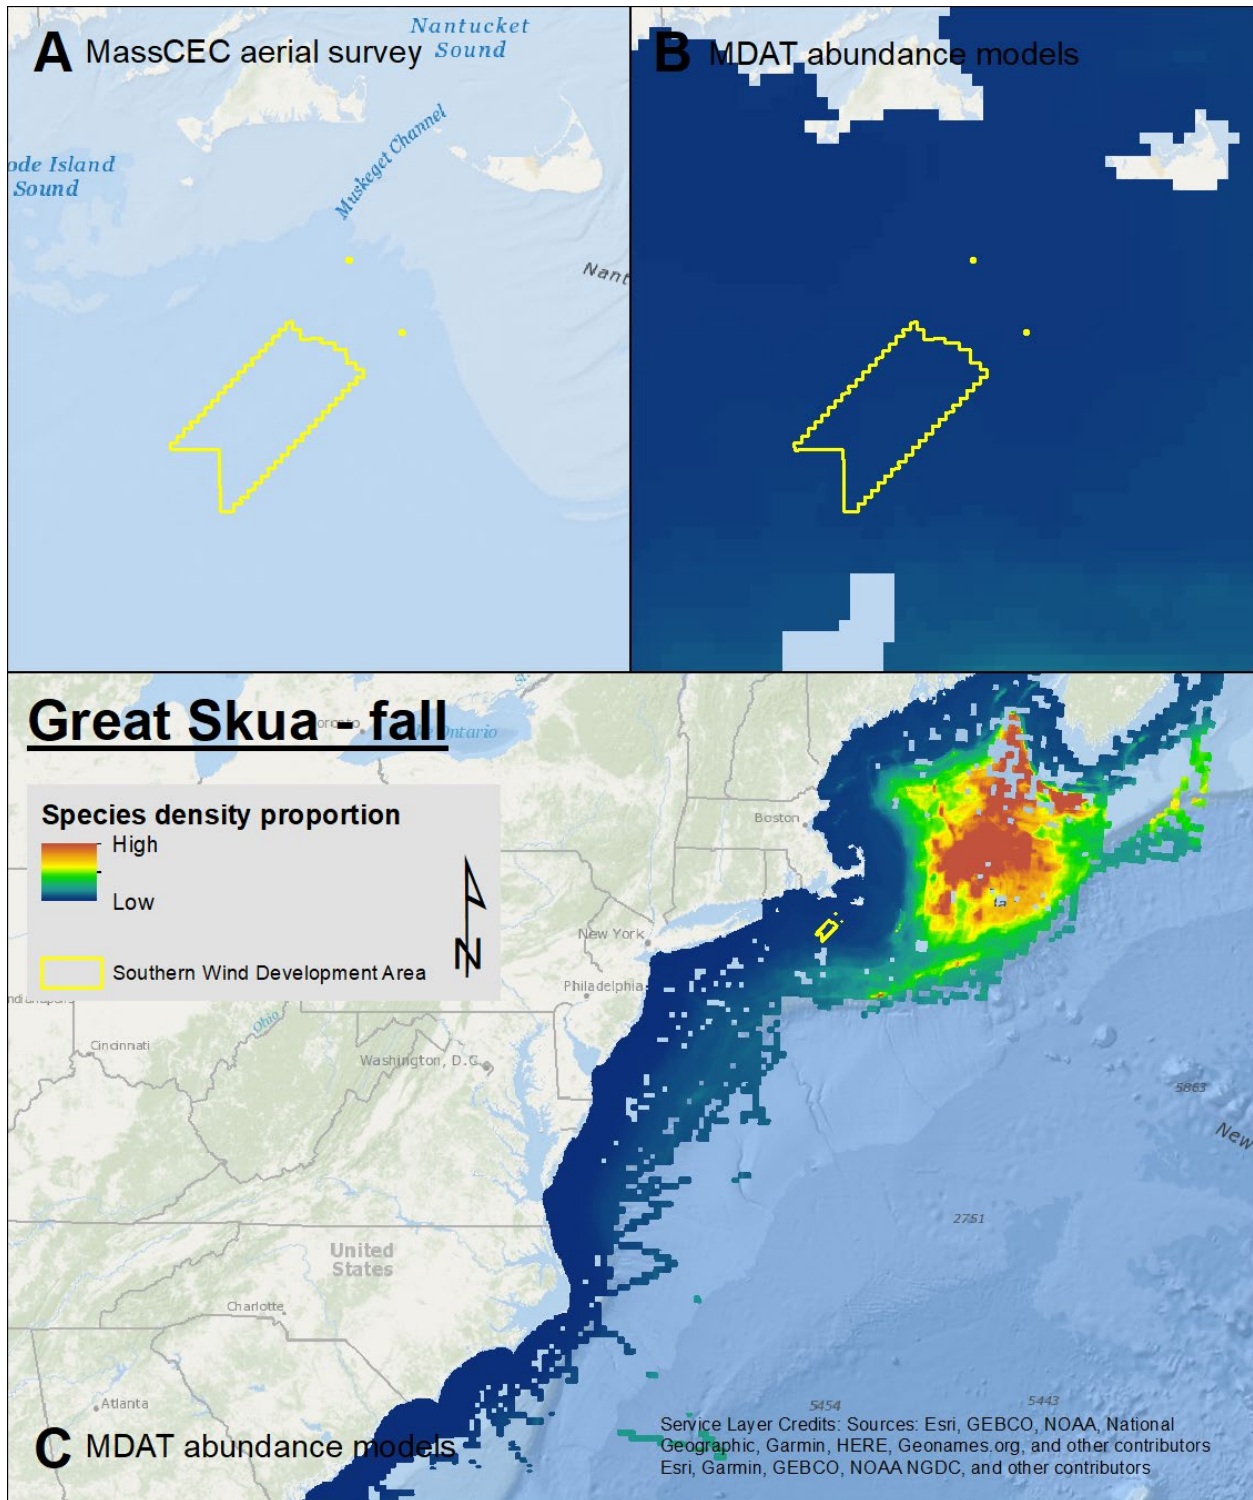 A MassCEC aerial survey
Nantucket
Sound
ode Island
Sound
Muskeget Channel
Nant
B MDAT abundance models
Great Skua - fall
Ontario
Species density proportion
High
Low
N
Southern Wind Development Area
Boston
New York
Philadelphia
Ohio
Cincinnati
Washington, D.C.
United
States
Charlotte
Atlanta
5863
New
2751
5454
5443
C MDAT abundance models
Service Layer Credits: Sources: Esri, GEBCO, NOAA, National
Geographic, Garmin, HERE, Geonames.org, and other contributors
Esri, Garmin, GEBCO, NOAA NGDC, and other contributors